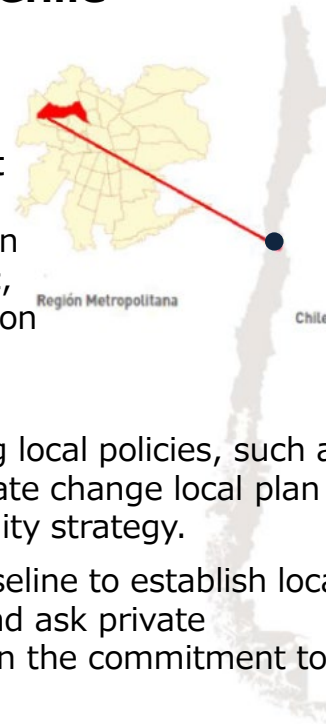 Chile
t
n
,
on
Región Metropolitana
Chile
g local policies, such a
ate change local plan
ity strategy.
seline to establish loca
nd ask private
n the commitment to